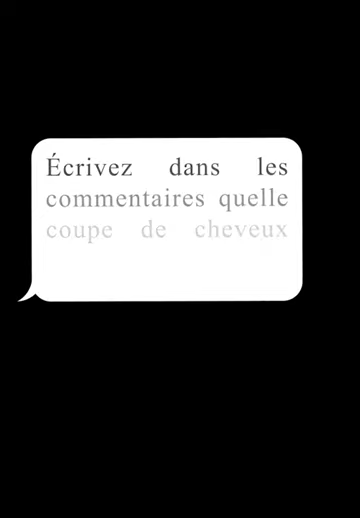 Écrivez dans les
commentaires quelle
coupe de cheveux